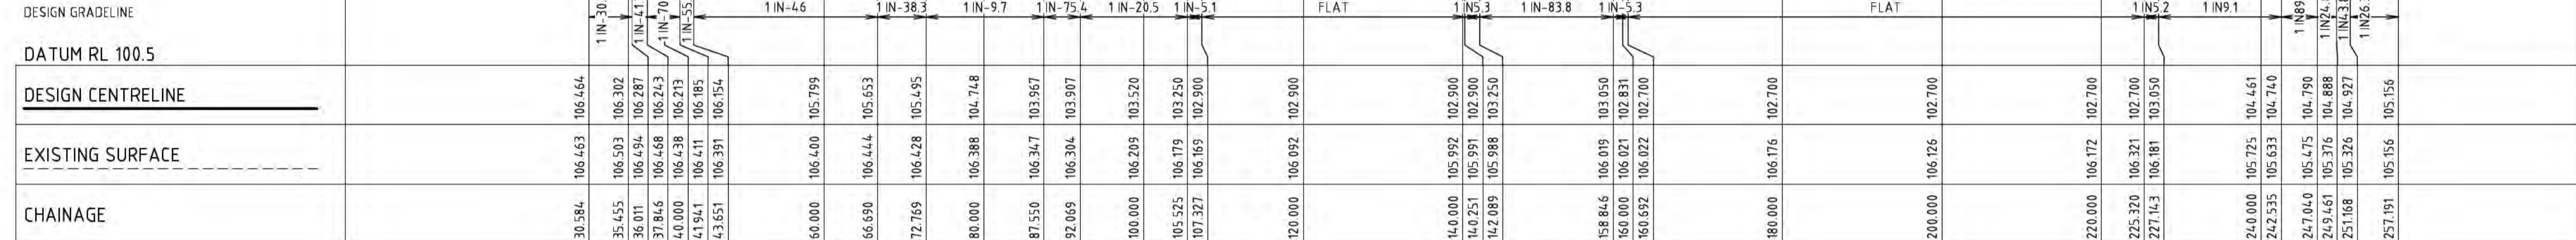 DESIGN GRADELINE 1 IN-30. 1 IN-41. 1 IN-70 1 IN-55 1 IN-46 1 IN-38.3 1 IN-9.7 1 IN-75.4 1 IN-20.5 1 IN-5.1 FLAT 1 IN5.3 1 IN-83.8 1 IN-5.3 FLAT 1 IN5.2 1 IN9.1 1 IN89 1 IN24. 1 IN43.8 1 IN26.
DATUM RL 100.5
DESIGN CENTRELINE 106.464 106.302 106.287 106.243 106.213 106.185 106.154 105.799 105.653 105.495 104.748 103.967 103.907 103.520 103.250 102.900 102.900 102.900 102.900 103.250 103.050 102.831 102.700 102.700 102.700 102.700 102.700 103.050 104.461 104.740 104.790 104.888 104.927 105.156
EXISTING SURFACE 106.463 106.503 106.494 106.468 106.438 106.411 106.391 106.400 106.444 106.428 106.388 106.347 106.304 106.209 106.179 106.169 106.092 105.992 105.991 105.988 106.019 106.021 106.022 106.176 106.126 106.172 106.321 106.181 105.725 105.633 105.475 105.376 105.326 105.156
CHAINAGE 30.584 35.455 36.011 37.846 40.000 41.941 43.651 60.000 66.690 72.769 80.000 87.550 92.069 100.000 105.525 107.327 120.000 140.000 140.251 142.089 158.846 160.000 160.692 180.000 200.000 220.000 225.320 227.143 240.000 242.535 247.040 249.461 251.168 257.191